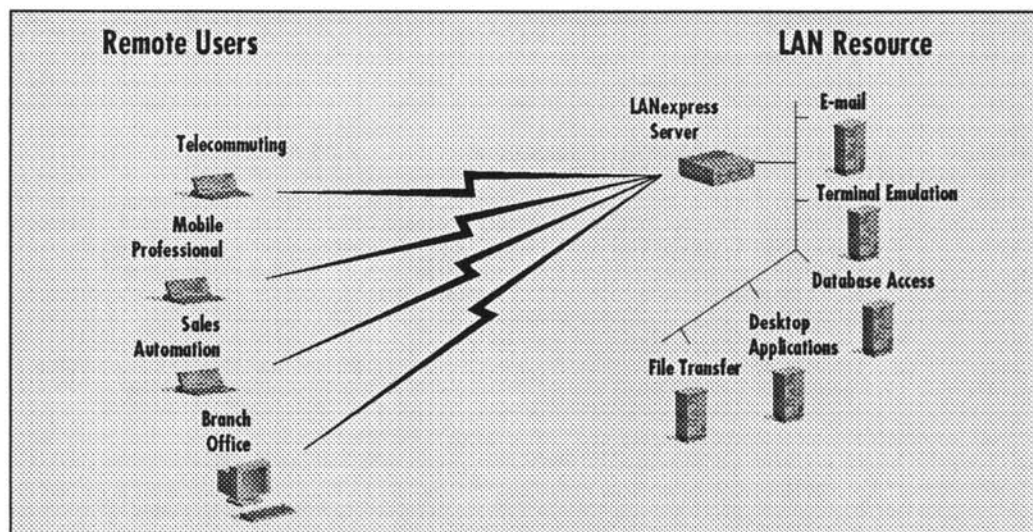 Remote Users
LAN Resource
LANexpress
Server
E-mail
Telecommuting
Terminal Emulation
Mobile
Professional
Database Access
Sales
Automation
Desktop
Applications
File Transfer
Branch
Office